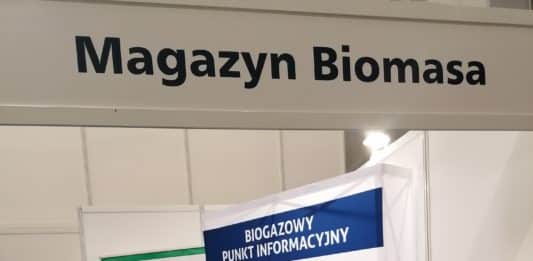 Magazyn Biomasa
BIOGAZOWY
PUNKT INFORMACYJNY